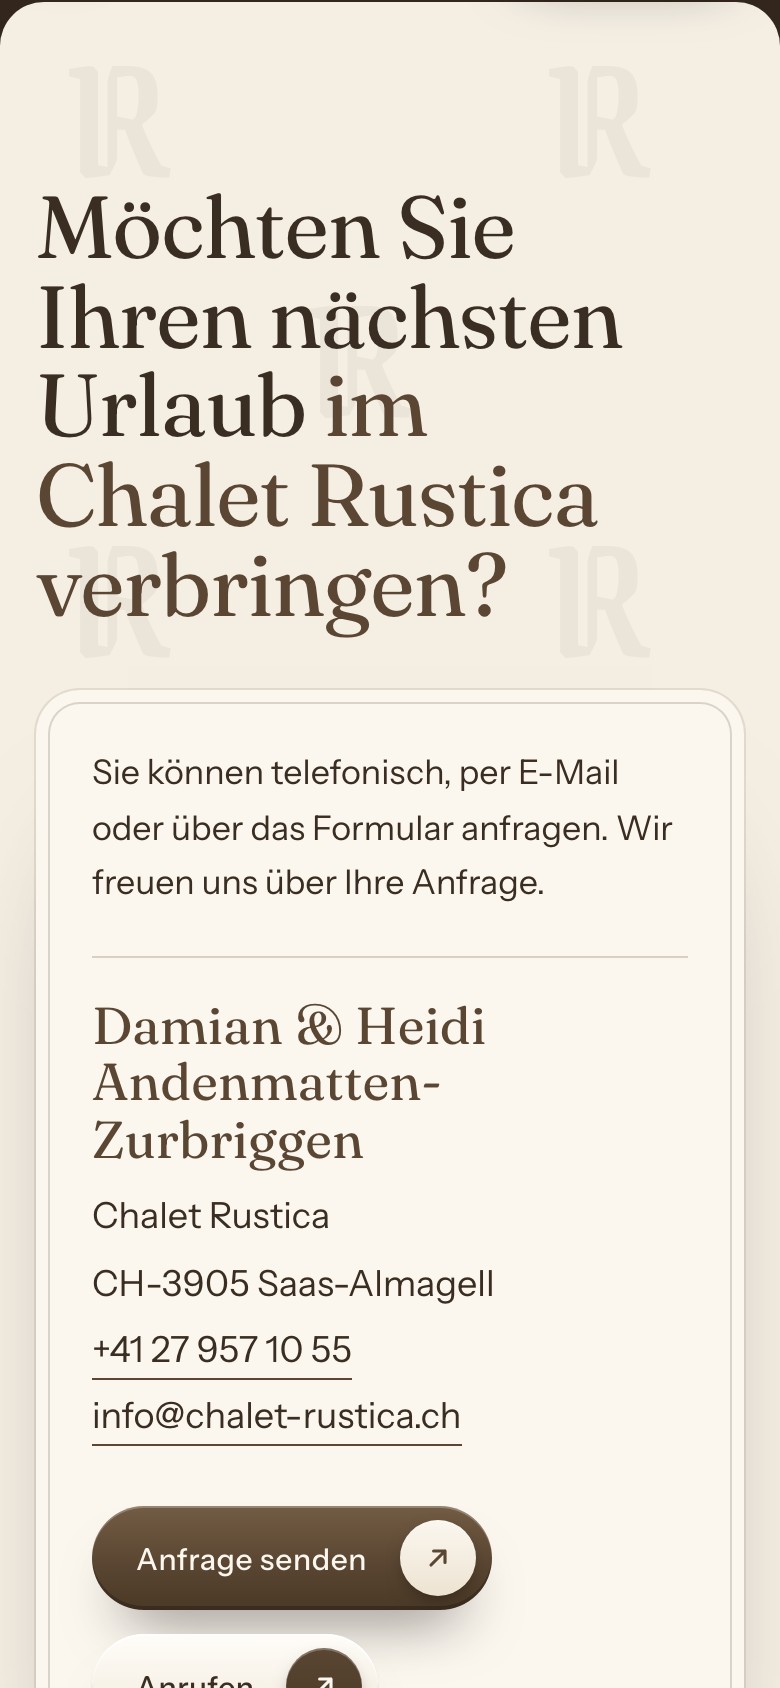 Möchten Sie
Ihren nächsten
Urlaub im
Chalet Rustica
verbringen?
Sie können telefonisch, per E-Mail
oder über das Formular anfragen. Wir
freuen uns über Ihre Anfrage.
Damian & Heidi
Andenmatten-
Zurbriggen
Chalet Rustica
CH-3905 Saas-Almagell
+41 27 957 10 55
info@chalet-rustica.ch
Anfrage senden
Anrufen